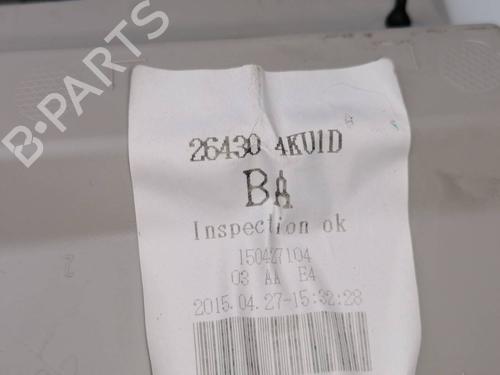 B-PARTS
26430 4KU1D
BA
Inspection ok
150427104
03 AA E4
2015.04.27-15:32:28